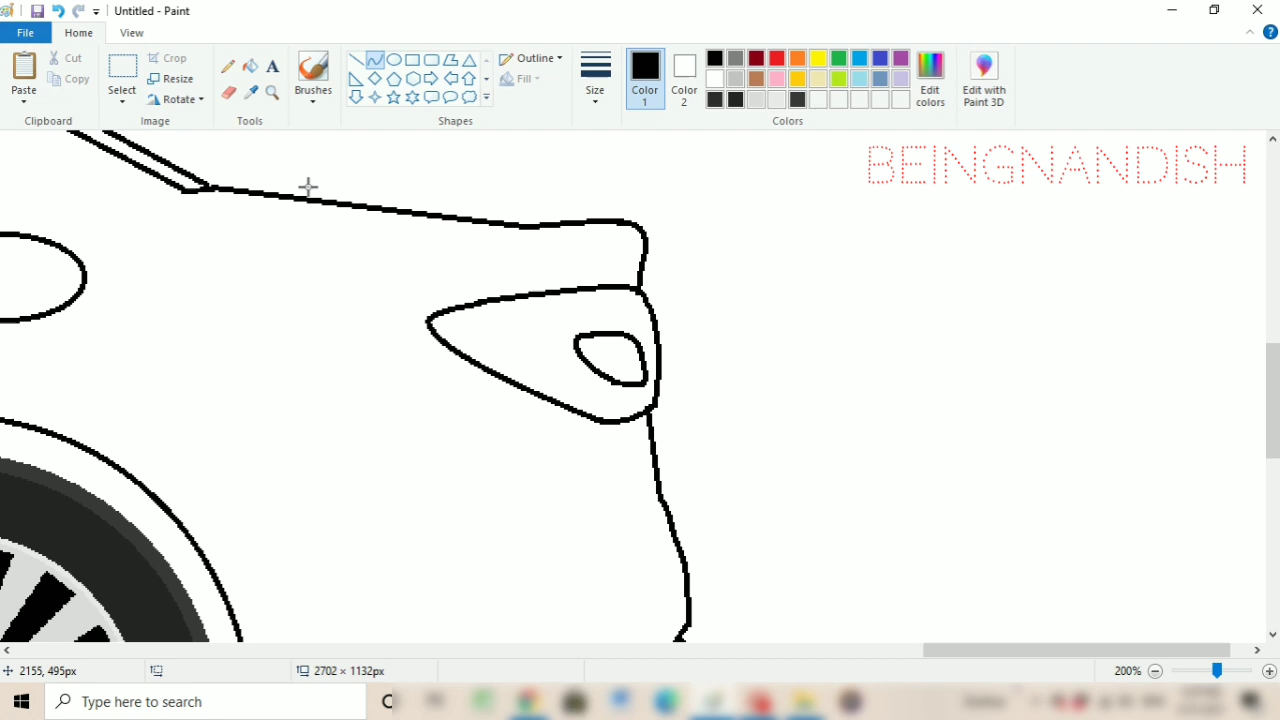 Untitled - Paint
File
Home
View
Paste
Cut
Copy
Clipboard
Select
Crop
Resize
Rotate
Image
A
Tools
Brushes
Outline
Fill
Shapes
Size
Color 1
Color 2
Edit colors
Colors
Edit with Paint 3D
BEINGNANDISH
2155, 495px
2702 × 1132px
200%
Type here to search